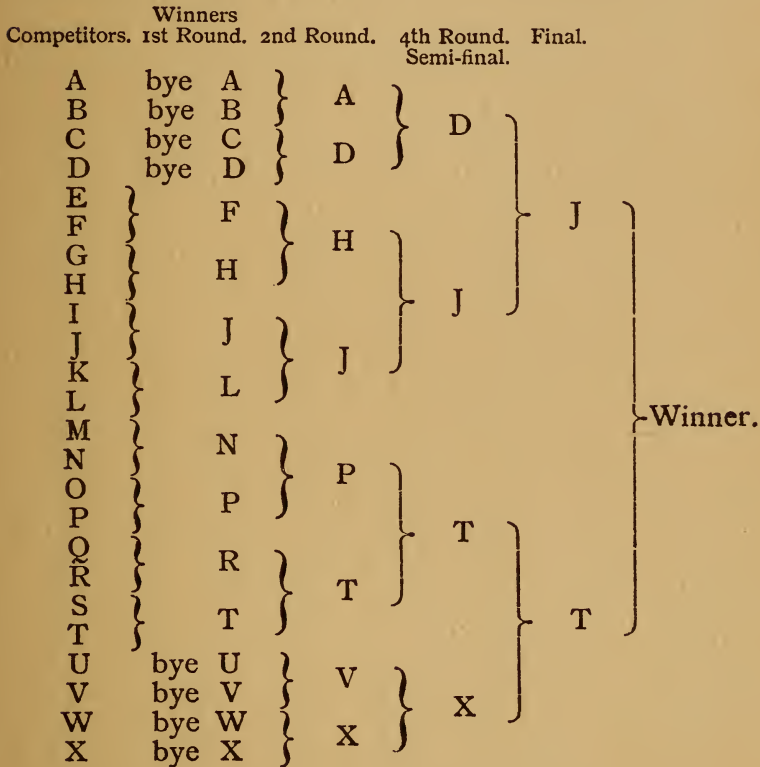 Winners
Competitors. 1st Round. 2nd Round. 4th Round. Final.
Semi-final.
A bye A
A
B bye B
D
C bye C
D
D bye D
E
F J
F
H
G
H
H
I J
J
J
K J
L
L
Winner.
M
N
N
P
O
P
P
T
Q
R
R
T
S
T T
T
U bye U
V
V bye V
X
W bye W
X
X bye X